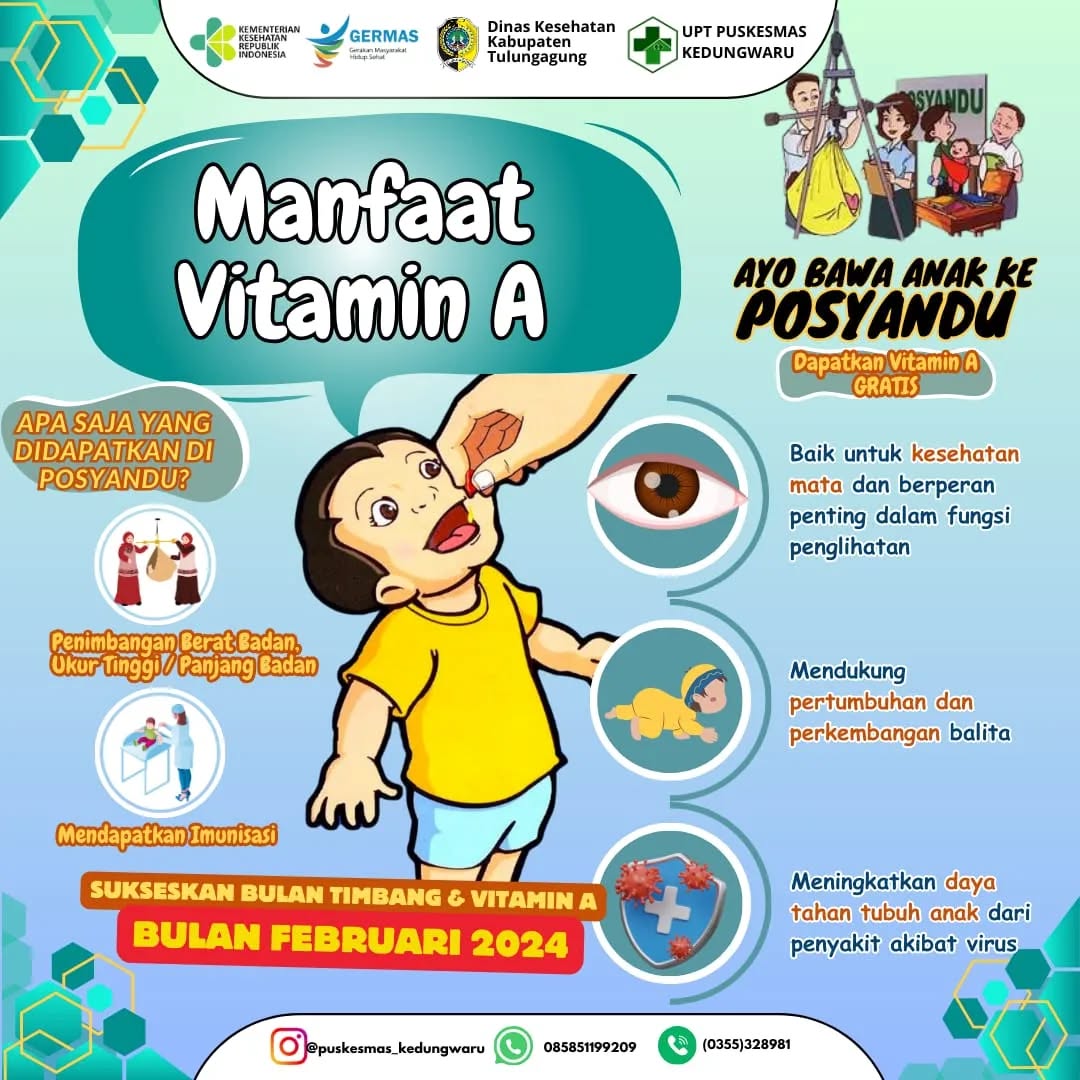 KEMENTERIAN
KESEHATAN
REPUBLIK
INDONESIA
GERMAS
Gerakan Masyarakat
Hidup Sehat
Dinas Kesehatan
Kabupaten
Tulungagung
UPT PUSKESMAS
KEDUNGWARU
POSYANDU
Manfaat
Vitamin A
AYO BAWA ANAK KE
POSYANDU
Dapatkan Vitamin A
GRATIS
APA SAJA YANG
DIDAPATKAN DI
POSYANDU?
Penimbangan Berat Badan,
Ukur Tinggi / Panjang Badan
Mendapatkan Imunisasi
Baik untuk kesehatan
mata dan berperan
penting dalam fungsi
penglihatan
Mendukung
pertumbuhan dan
perkembangan balita
Meningkatkan daya
tahan tubuh anak dari
penyakit akibat virus
SUKSESKAN BULAN TIMBANG & VITAMIN A
BULAN FEBRUARI 2024
@puskesmas_kedungwaru
085851199209
(0355)328981